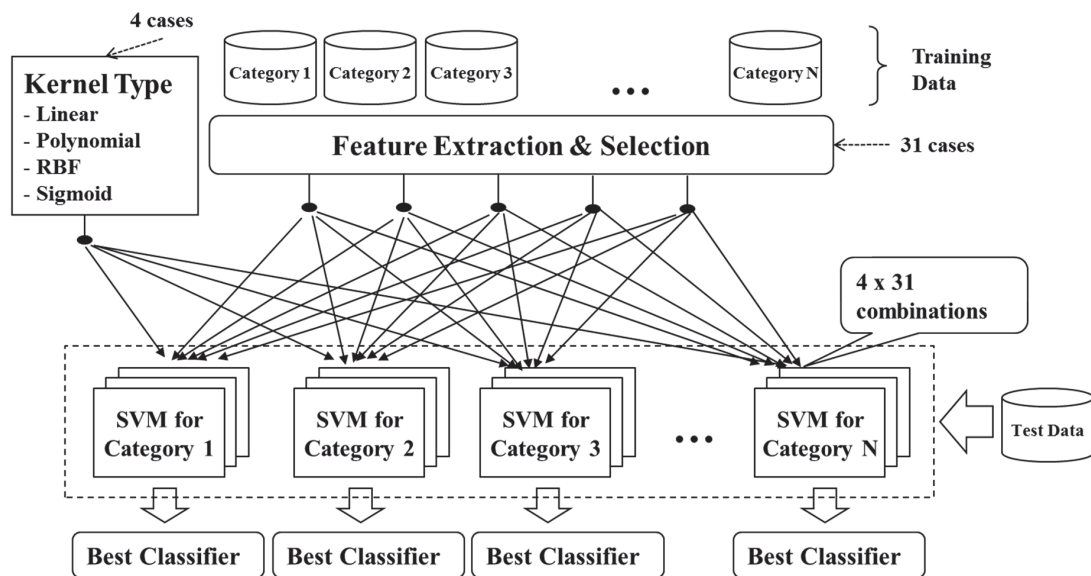 4 cases
Kernel Type
- Linear
- Polynomial
- RBF
- Sigmoid
Category 1
Category 2
Category 3
...
Category N
Training
Data
Feature Extraction & Selection
31 cases
4 x 31
combinations
SVM for
Category 1
SVM for
Category 2
SVM for
Category 3
...
SVM for
Category N
Test Data
Best Classifier
Best Classifier
Best Classifier
Best Classifier